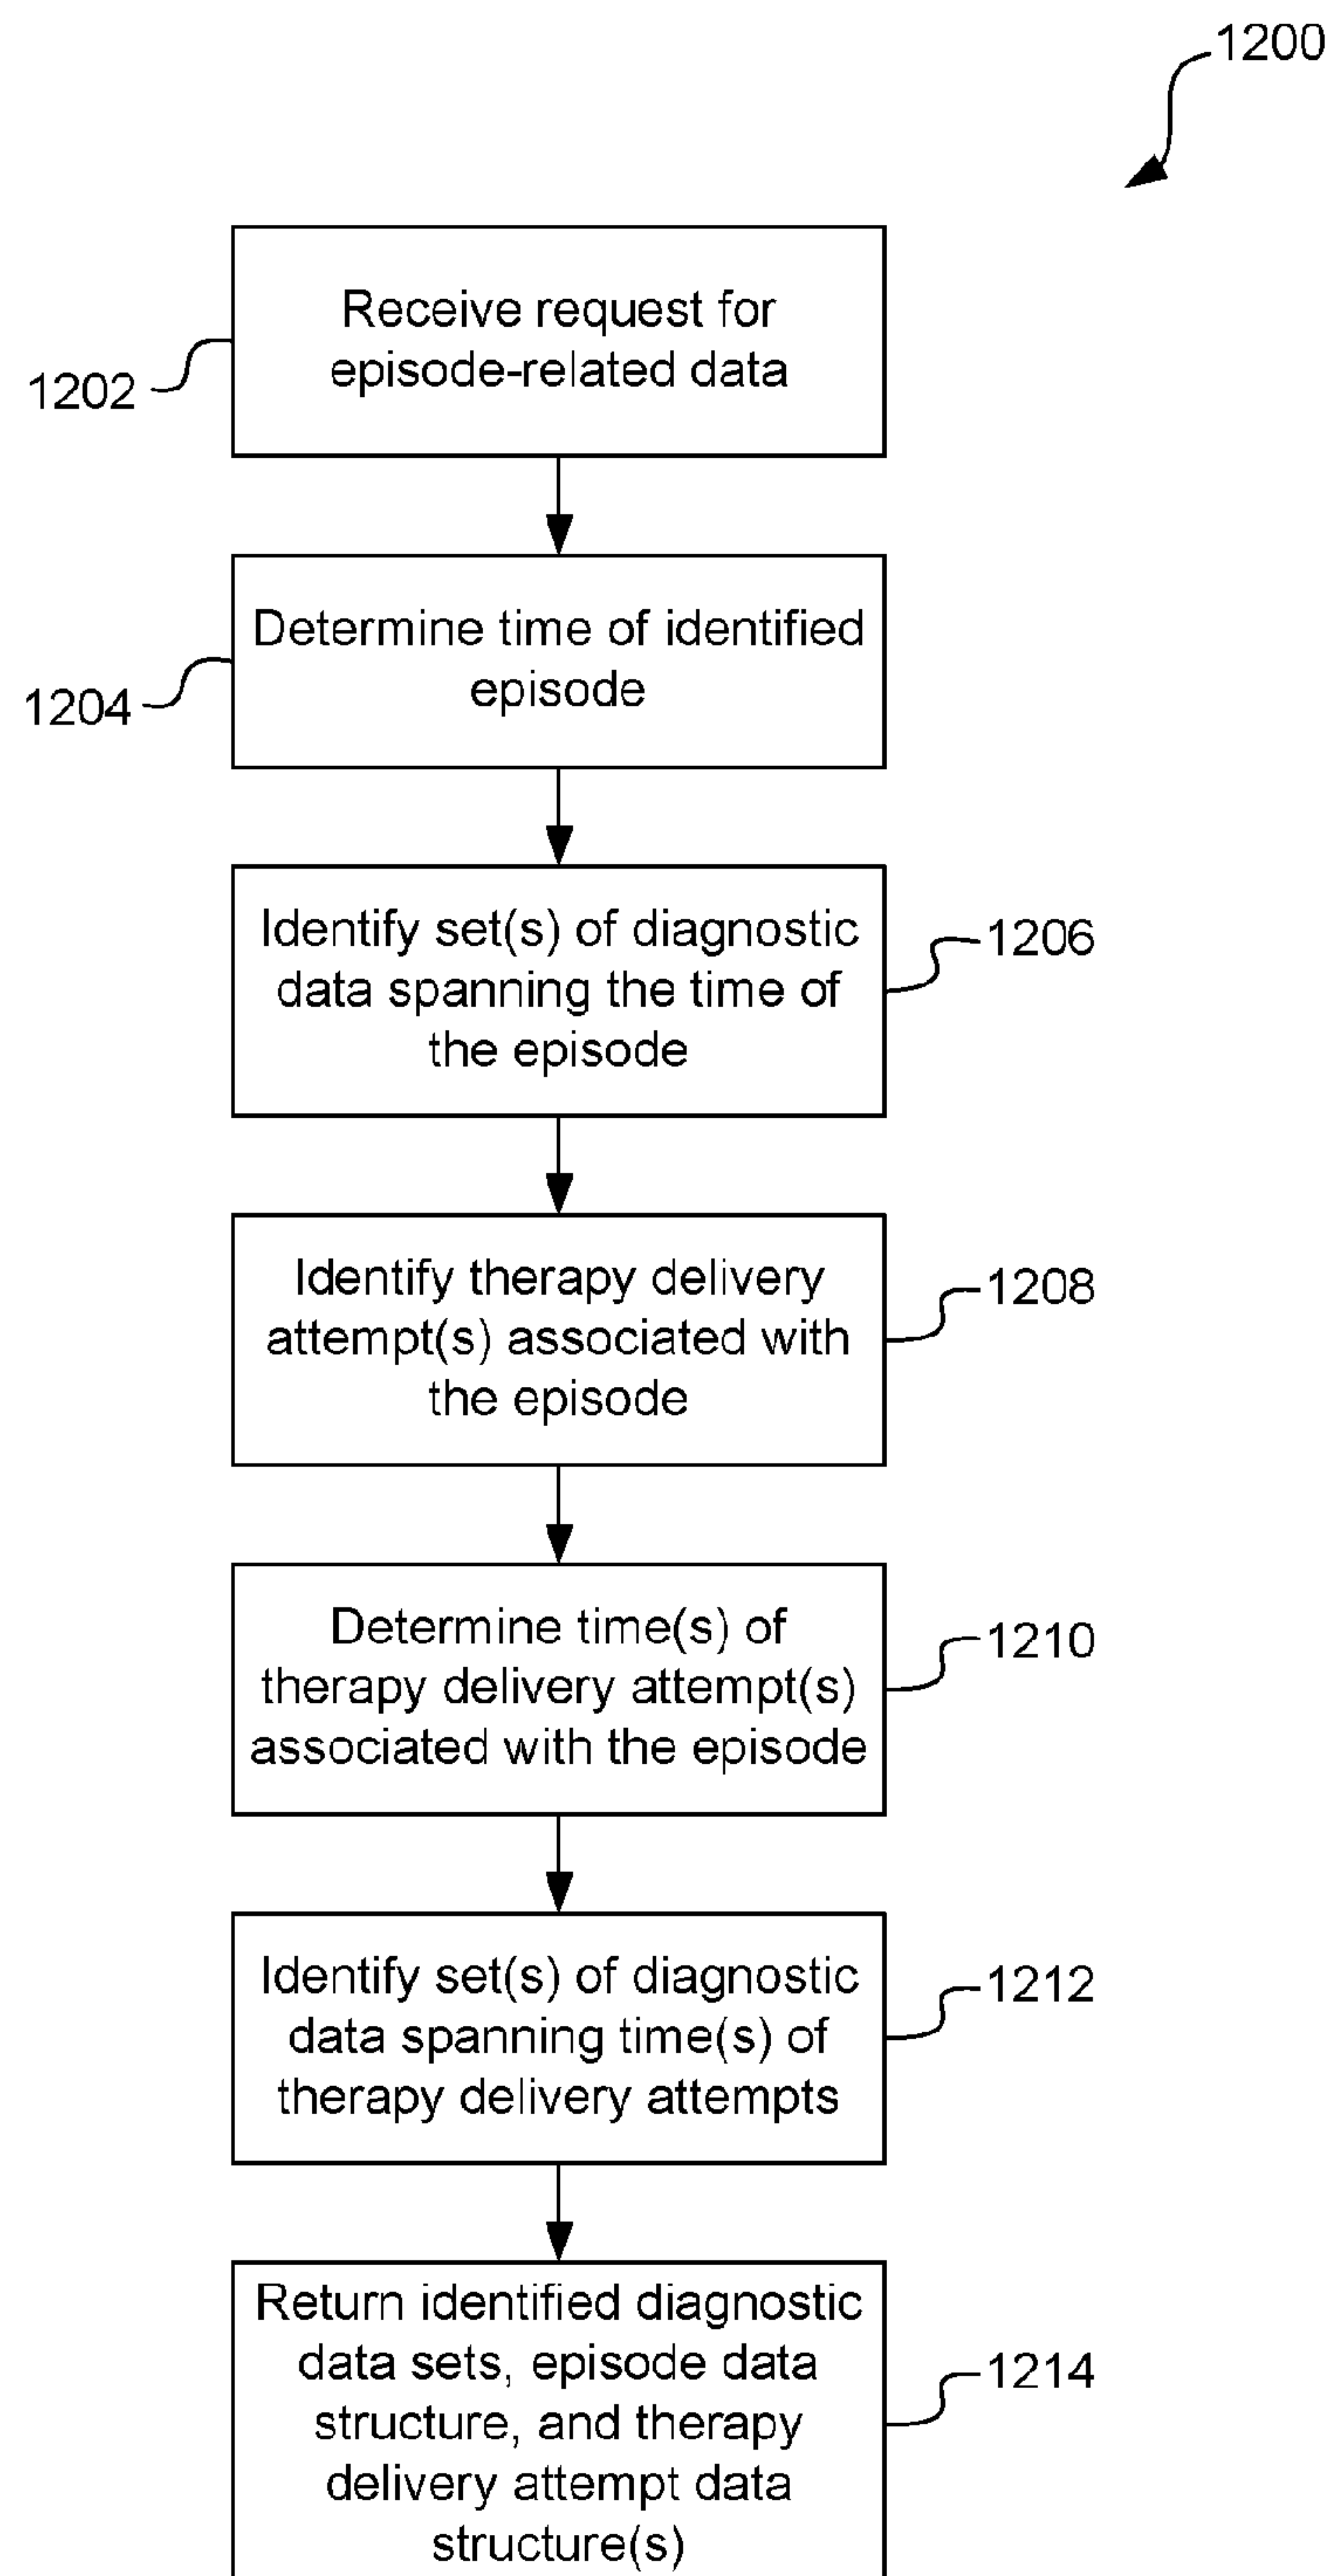 1200
Receive request for
episode-related data
1202
Determine time of identified
episode
1204
Identify set(s) of diagnostic
data spanning the time of
the episode
1206
Identify therapy delivery
attempt(s) associated with
the episode
1208
Determine time(s) of
therapy delivery attempt(s)
associated with the episode
1210
Identify set(s) of diagnostic
data spanning time(s) of
therapy delivery attempts
1212
Return identified diagnostic
data sets, episode data
structure, and therapy
delivery attempt data
structure(s)
1214